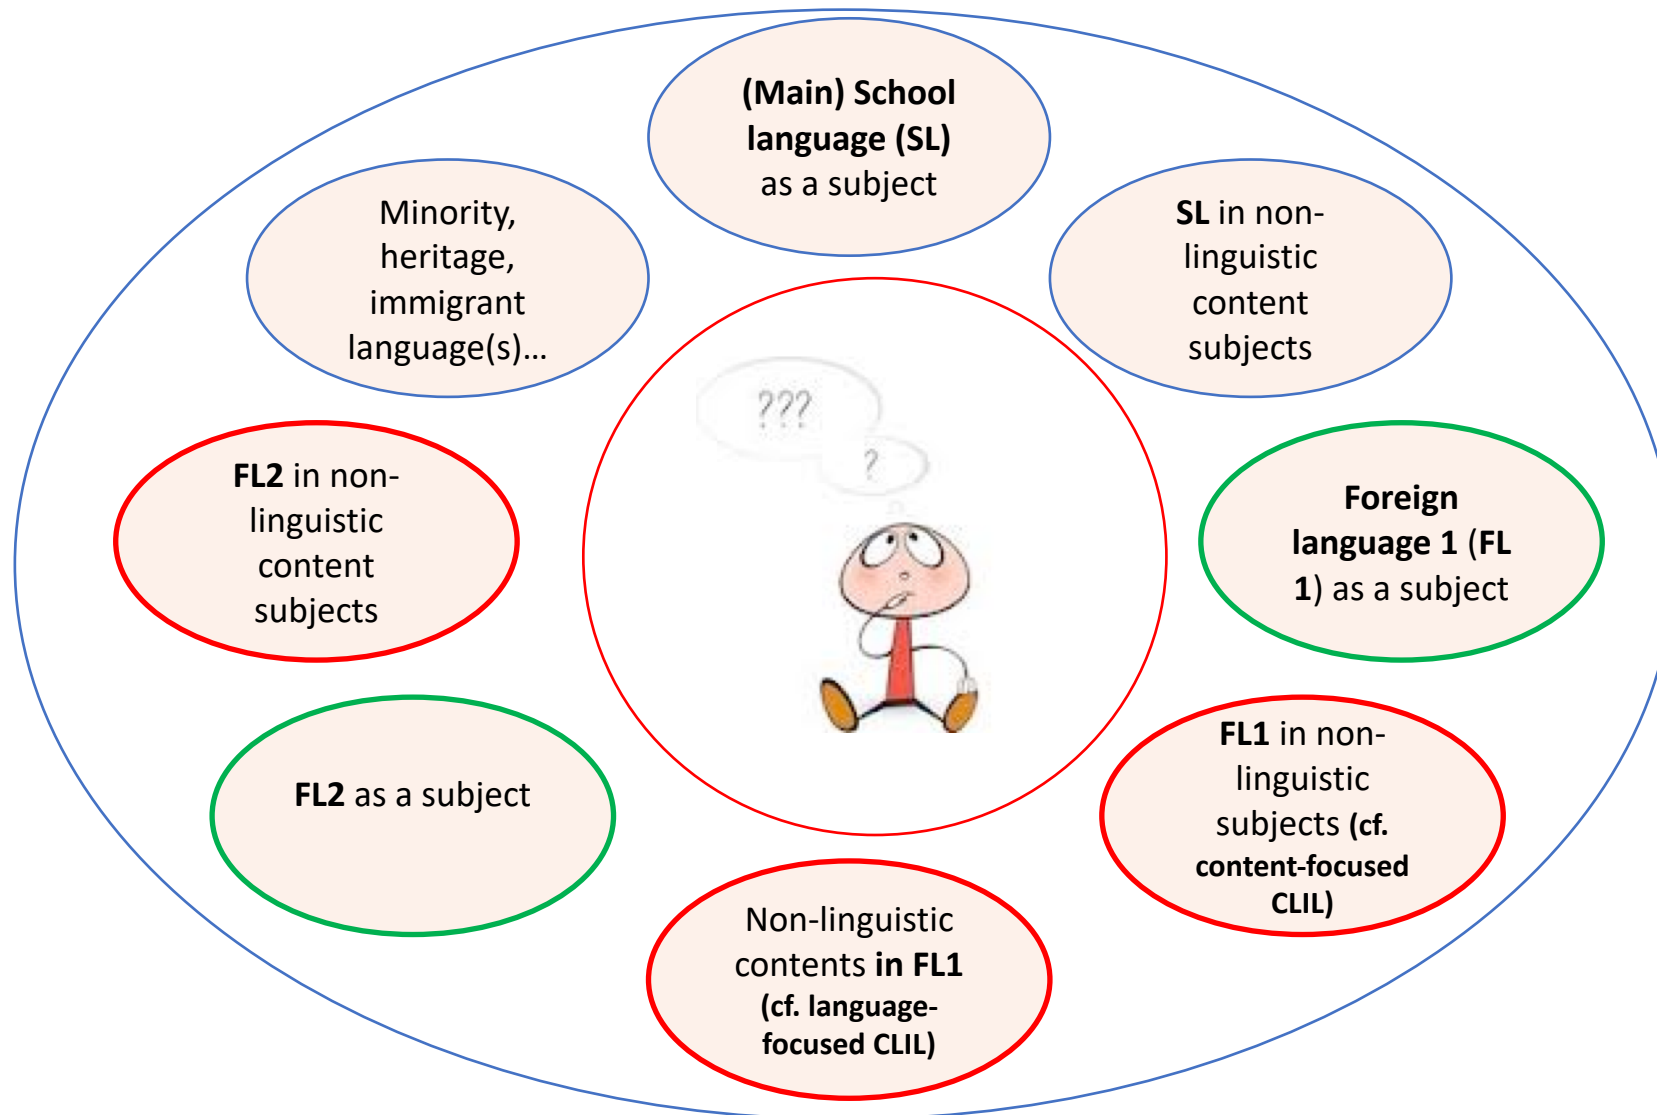 (Main) School
language (SL)
as a subject
Minority,
heritage,
immigrant
language(s)…
SL in non-
linguistic
content
subjects
???
?
FL2 in non-
linguistic
content
subjects
Foreign
language 1 (FL
1) as a subject
FL2 as a subject
FL1 in non-
linguistic
subjects (cf.
content-focused
CLIL)
Non-linguistic
contents in FL1
(cf. language-
focused CLIL)